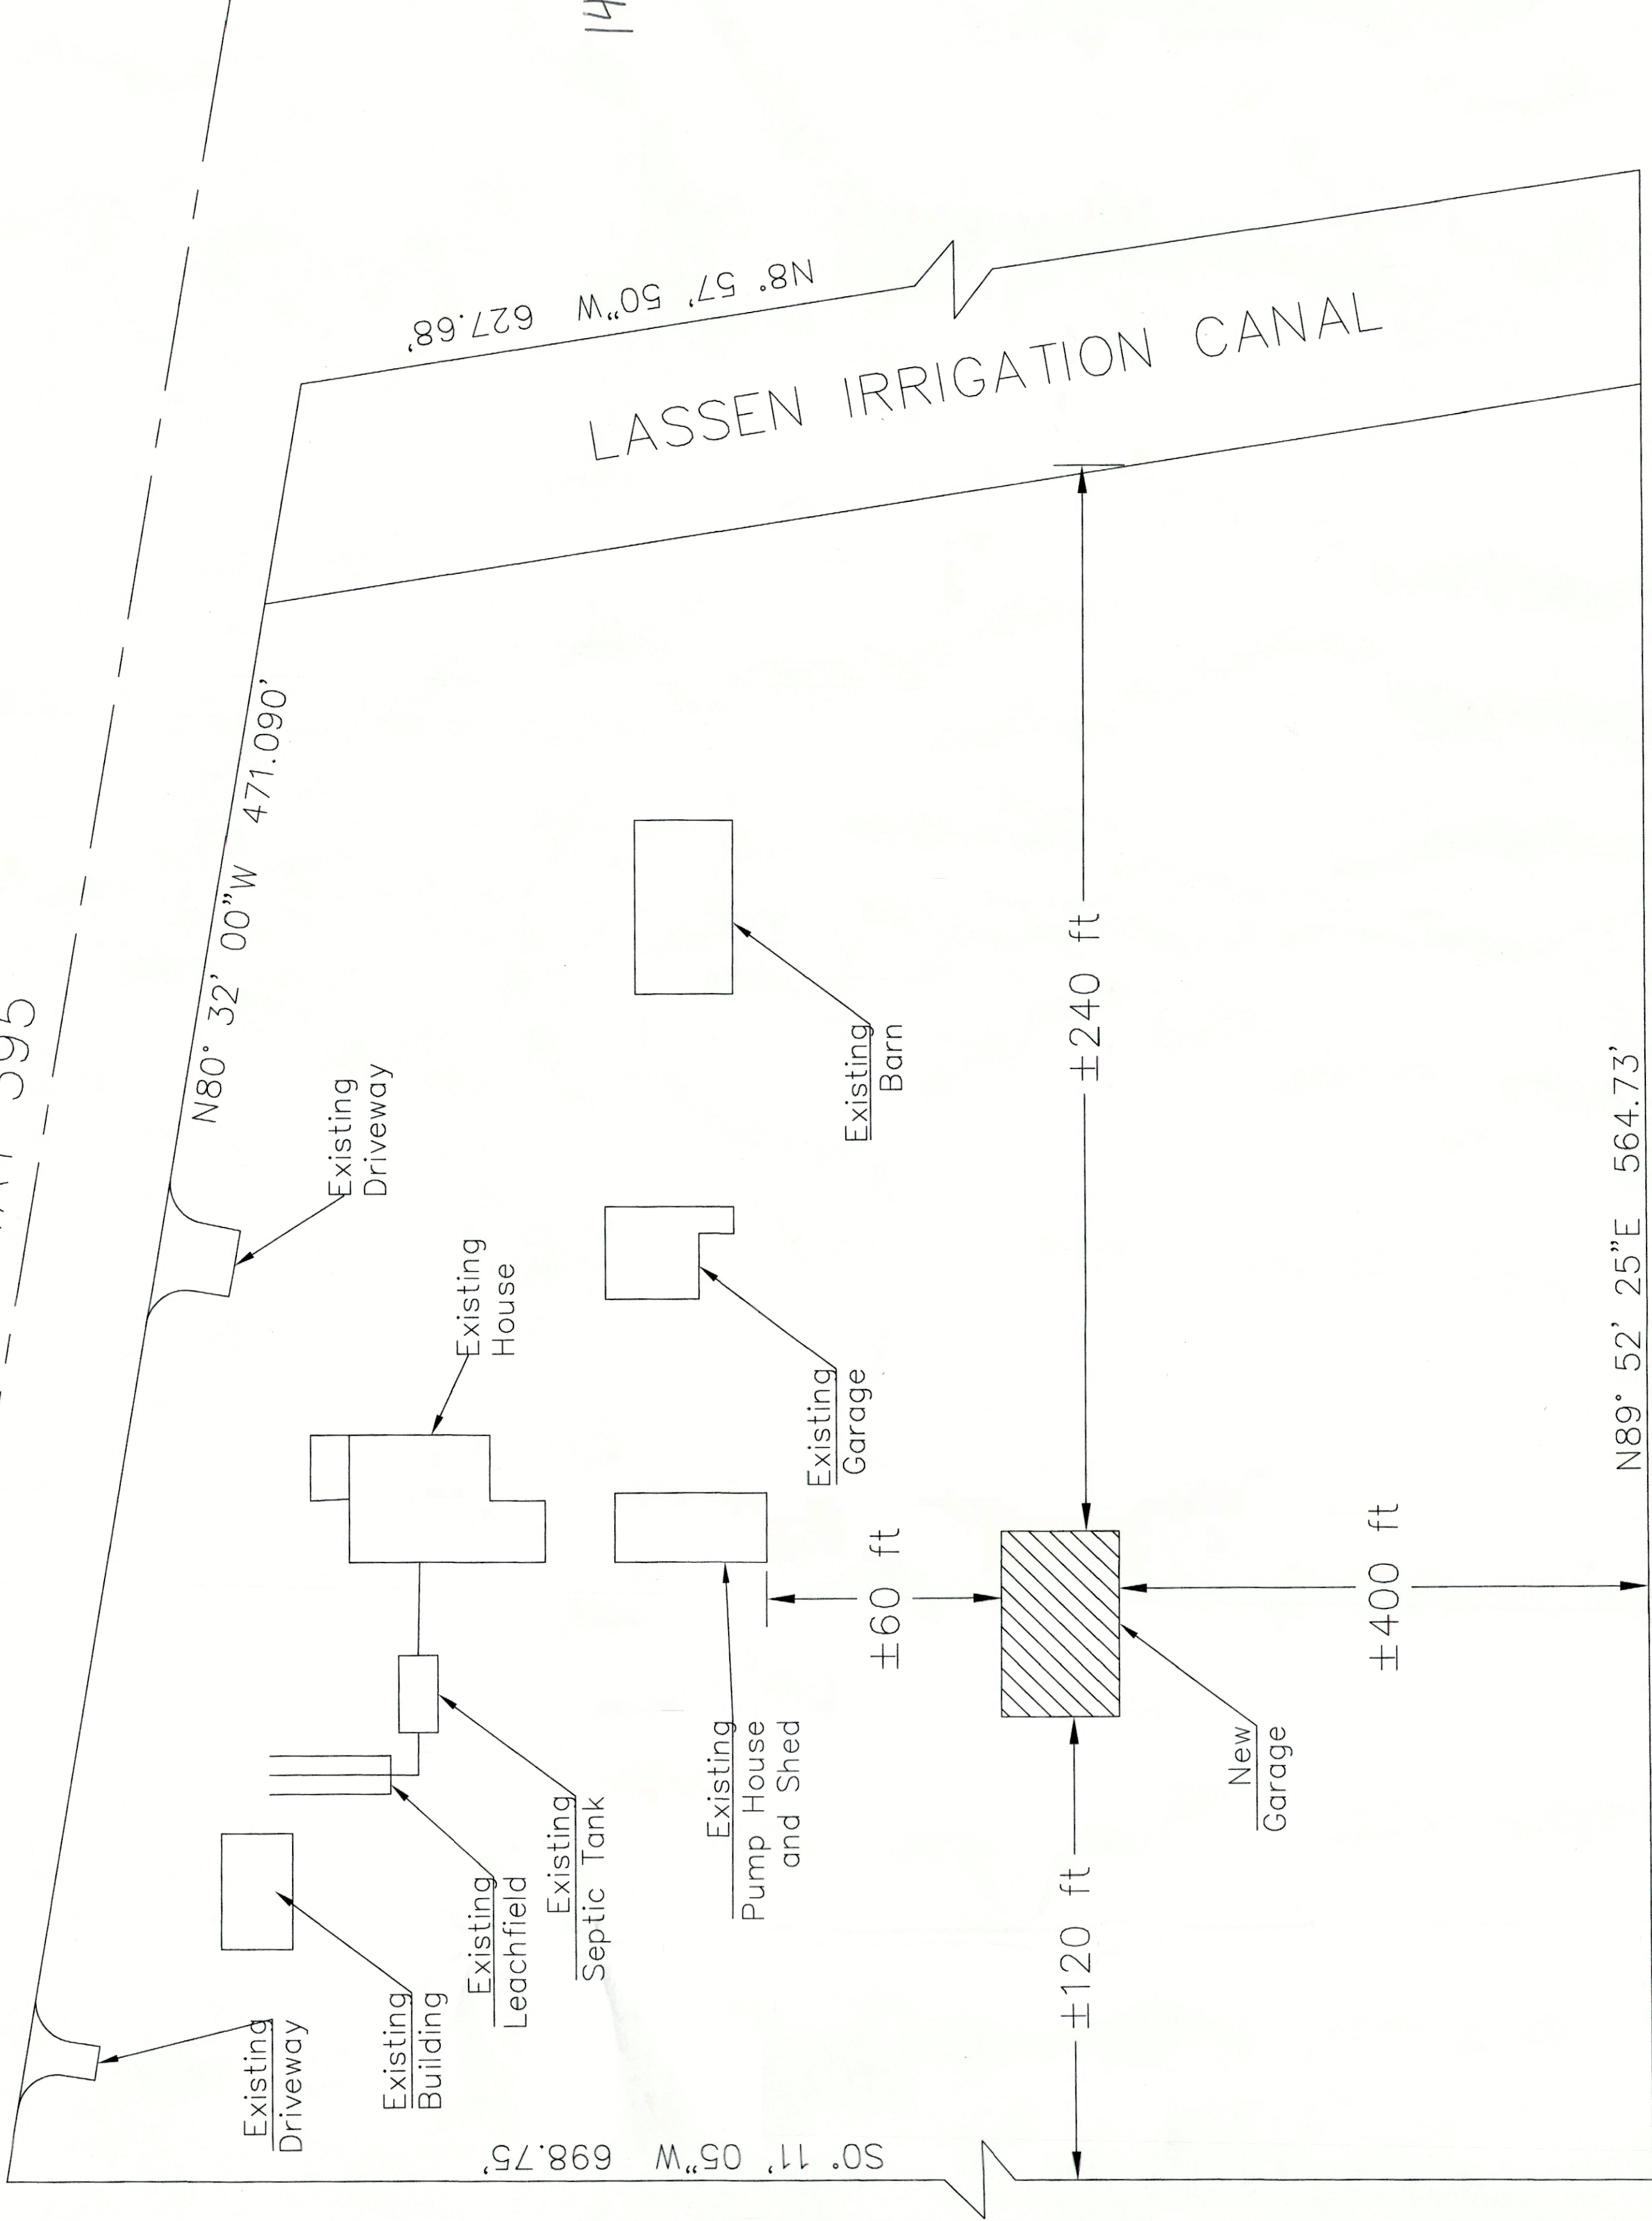 395
14
N80° 32' 00"W 471.090'
N8° 57' 50"W 627.68'
LASSEN IRRIGATION CANAL
Existing
Driveway
Existing
House
Existing
Barn
Existing
Garage
Existing
Driveway
Existing
Building
Existing
Leachfield
Existing
Septic Tank
Existing
Pump House
and Shed
±60 ft
±240 ft
±120 ft
±400 ft
New
Garage
S0° 11' 05"W 698.75'
N89° 52' 25"E 564.73'